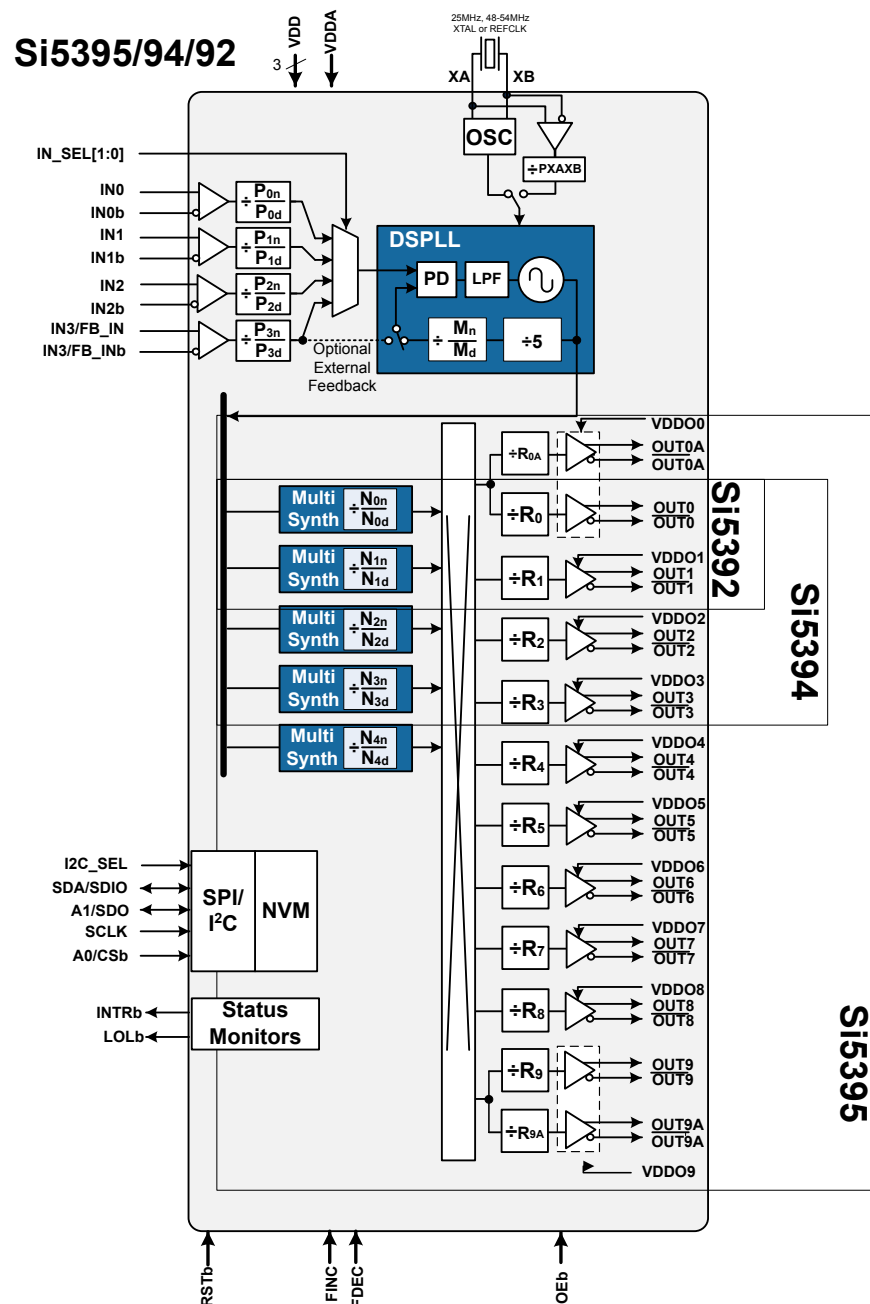 Si5395/94/92
3
VDD
VDDA
25MHz, 48-54MHz
XTAL or REFCLK
XA
XB
OSC
÷PXAXB
IN_SEL[1:0]
IN0
IN0b
÷ P0n
P0d
IN1
IN1b
÷ P1n
P1d
IN2
IN2b
÷ P2n
P2d
IN3/FB_IN
IN3/FB_INb
÷ P3n
P3d
Optional
External
Feedback
DSPLL
PD
LPF
÷ Mn
Md
÷5
Multi
Synth
÷ N0n
N0d
Multi
Synth
÷ N1n
N1d
Multi
Synth
÷ N2n
N2d
Multi
Synth
÷ N3n
N3d
Multi
Synth
÷ N4n
N4d
VDDO0
÷R0A
OUT0A
OUT0A
÷R0
OUT0
OUT0
VDDO1
÷R1
OUT1
OUT1
Si5392
VDDO2
÷R2
OUT2
OUT2
VDDO3
÷R3
OUT3
OUT3
Si5394
VDDO4
÷R4
OUT4
OUT4
VDDO5
÷R5
OUT5
OUT5
VDDO6
÷R6
OUT6
OUT6
VDDO7
÷R7
OUT7
OUT7
VDDO8
÷R8
OUT8
OUT8
÷R9
OUT9
OUT9
÷R9A
OUT9A
OUT9A
VDDO9
Si5395
I2C_SEL
SDA/SDIO
A1/SDO
SCLK
A0/CSb
SPI/
I²C
NVM
INTRb
LOLb
Status
Monitors
RSTb
FINC
FDEC
OEb